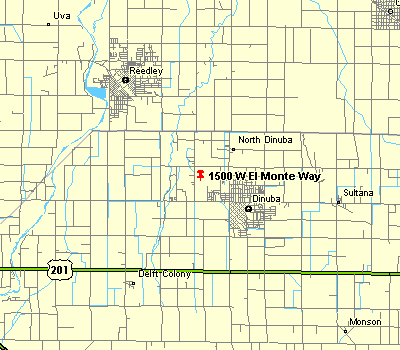 Uva
Reedley
North Dinuba
1500 W El Monte Way
Sultana
Dinuba
201
Delft Colony
Monson